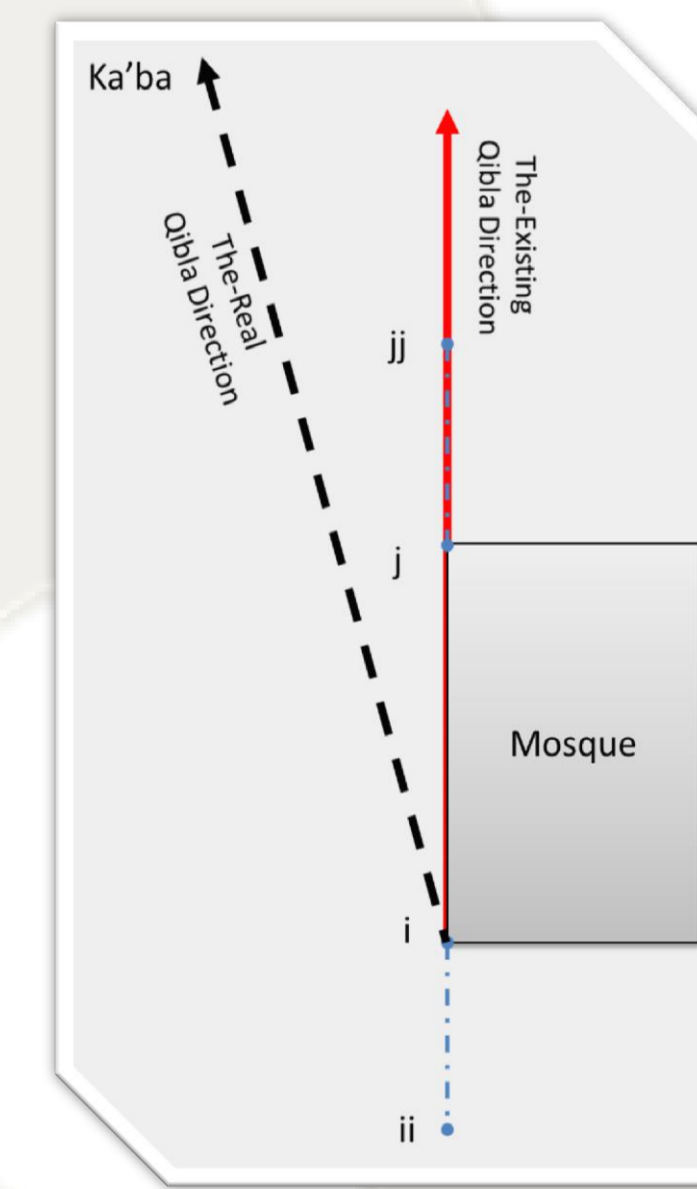 Ka’ba
The-Existing
Qibla Direction
The-Real
Qibla Direction
jj
j
Mosque
i
ii